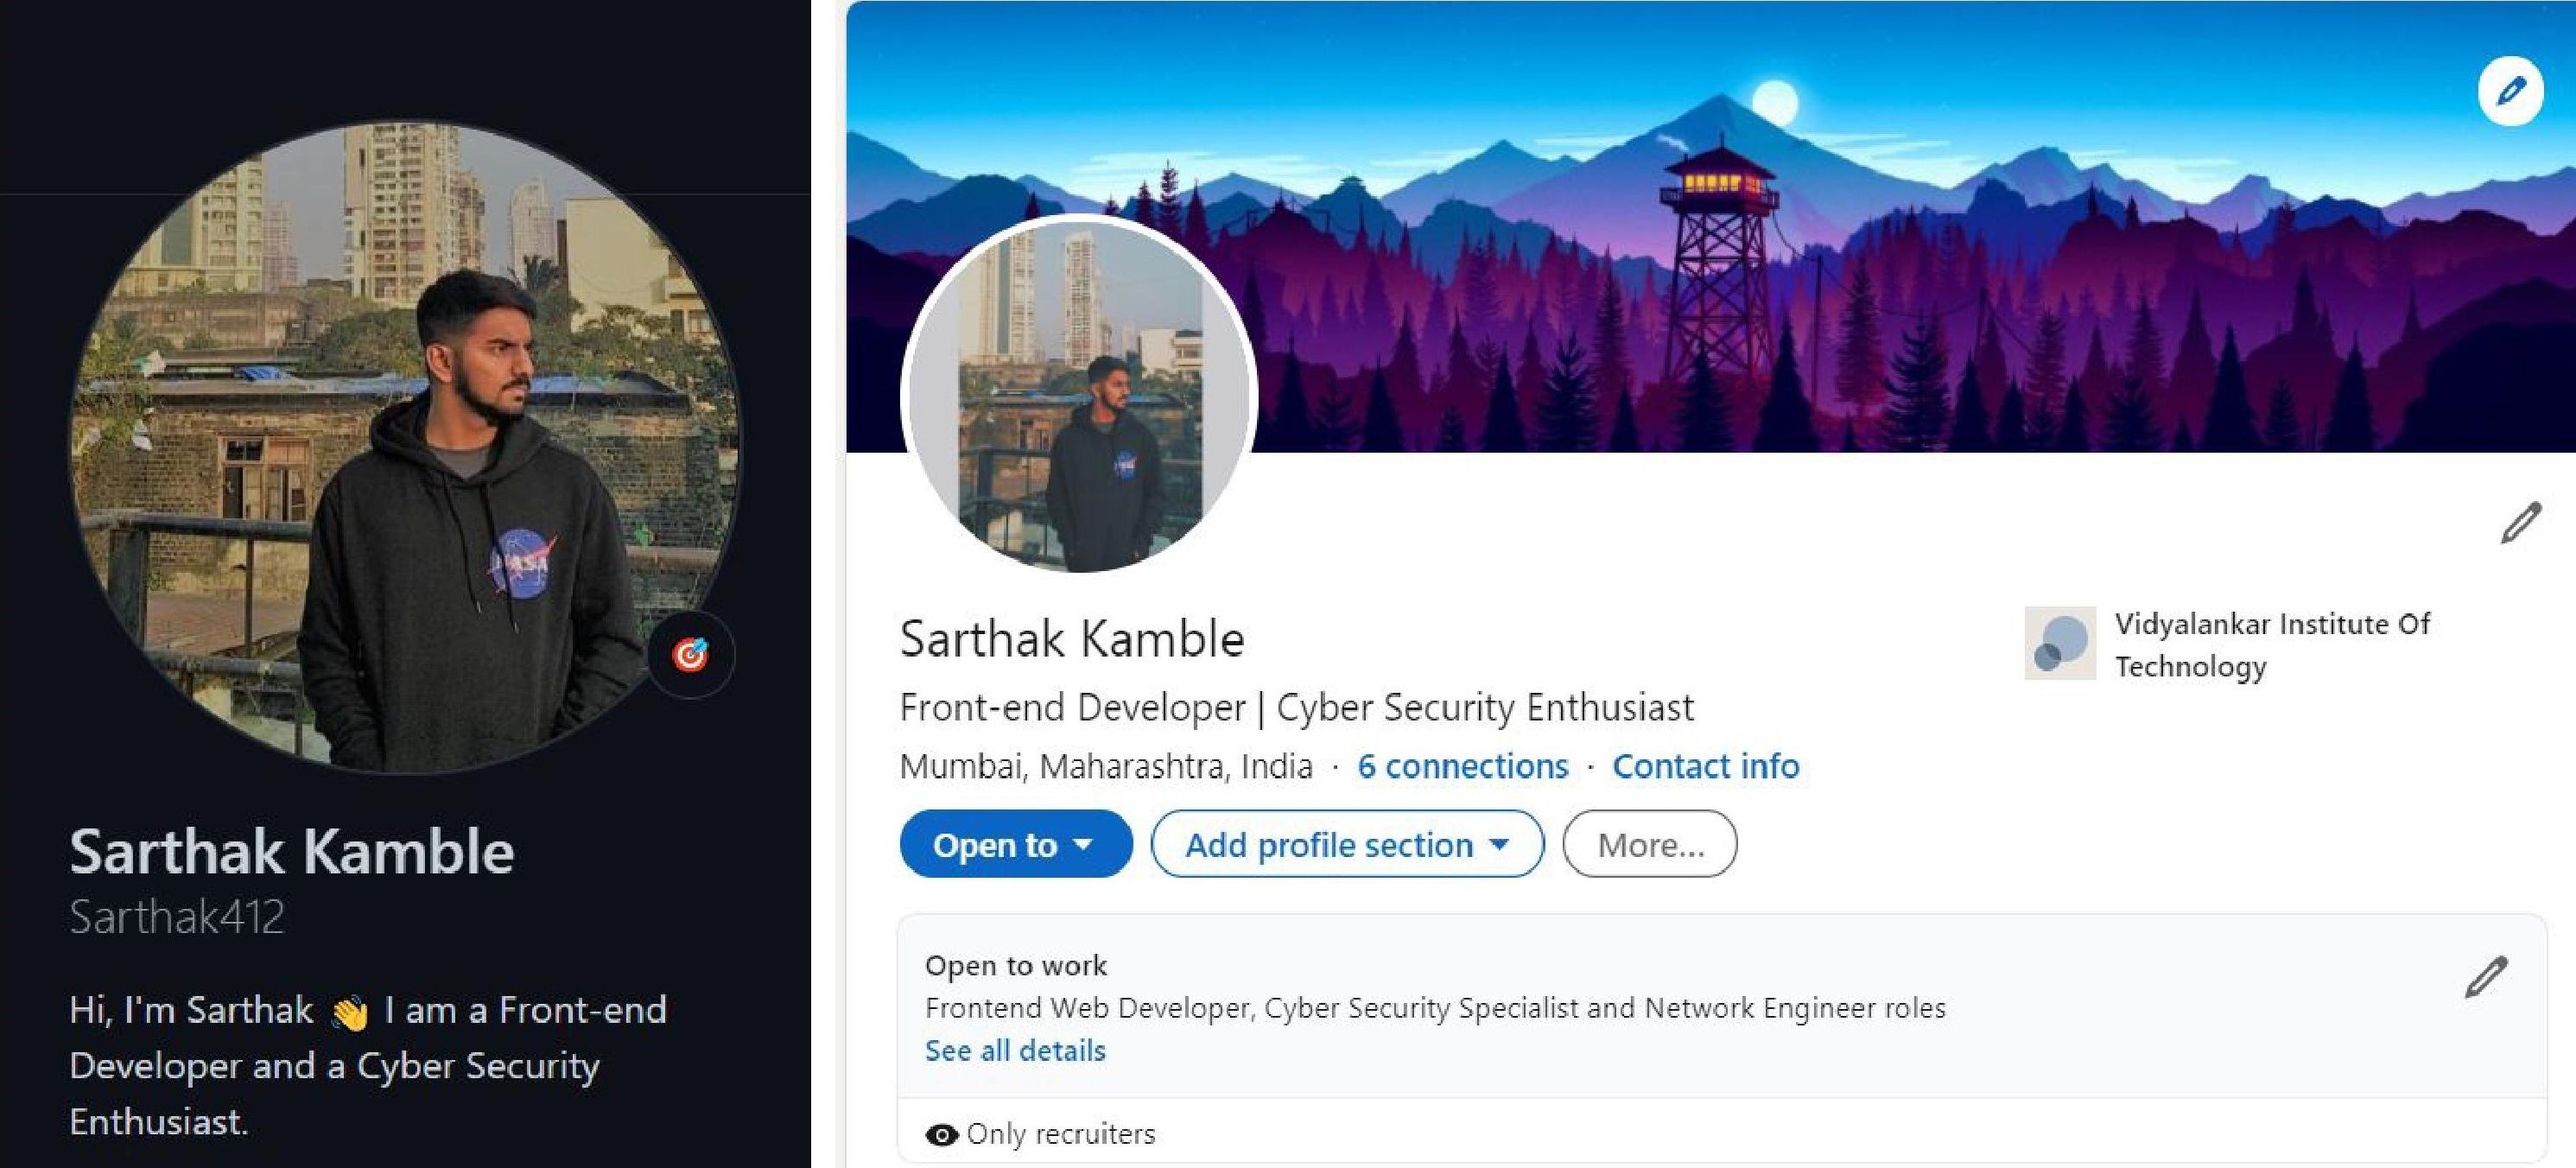 NASA
Sarthak Kamble
Sarthak412
Hi, I'm Sarthak 👋 I am a Front-end
Developer and a Cyber Security
Enthusiast.
Sarthak Kamble
Front-end Developer | Cyber Security Enthusiast
Mumbai, Maharashtra, India · 6 connections · Contact info
Open to
Add profile section
More...
Vidyalankar Institute Of
Technology
Open to work
Frontend Web Developer, Cyber Security Specialist and Network Engineer roles
See all details
Only recruiters